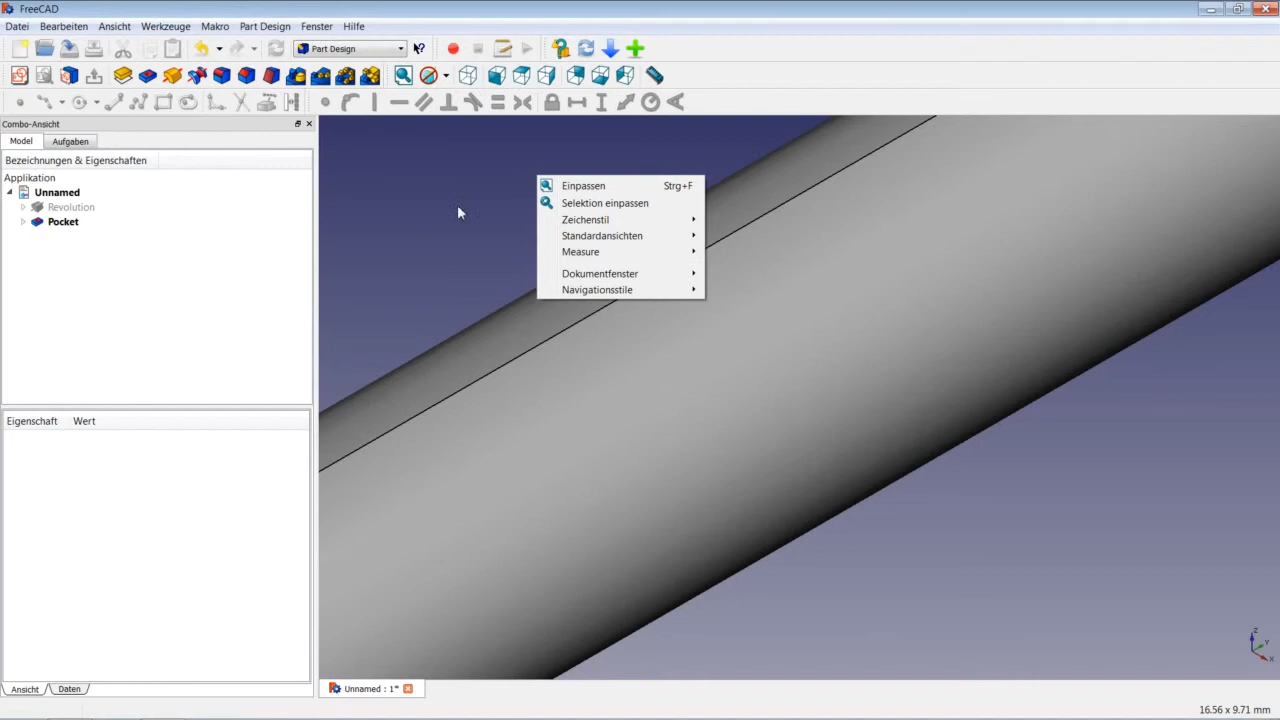 FreeCAD
Datei Bearbeiten Ansicht Werkzeuge Makro Part Design Fenster Hilfe
Part Design
Combo-Ansicht
Model Aufgaben
Bezeichnungen & Eigenschaften
Applikation
Unnamed
Revolution
Pocket
Einpassen Strg+F
Selektion einpassen
Zeichenstil
Standardansichten
Measure
Dokumentfenster
Navigationsstile
Eigenschaft Wert
Z
Y
X
Ansicht Daten
Unnamed : 1*
16.56 x 9.71 mm